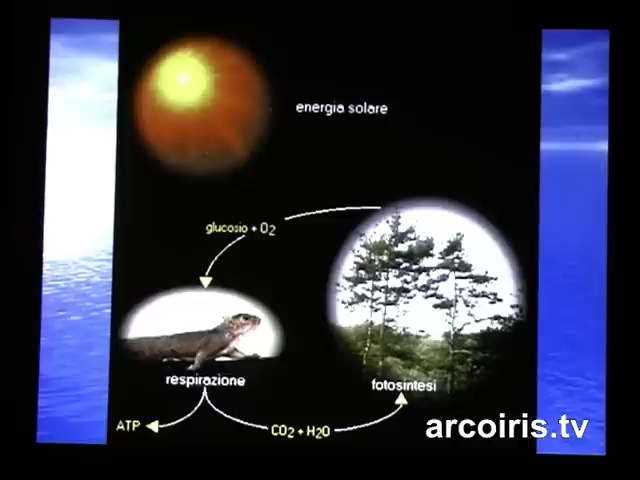 energia solare
glucosio + O2
respirazione
fotosintesi
ATP
CO2 + H2O
arcoiris.tv